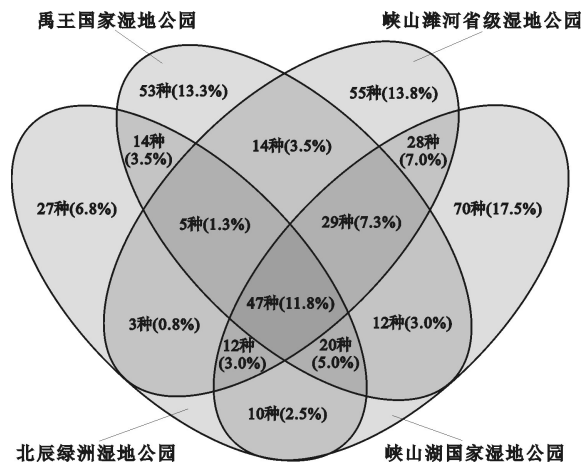 禹王国家湿地公园
峡山潍河省级湿地公园
53种(13.3%)
55种(13.8%)
14种
(3.5%)
14种(3.5%)
28种
(7.0%)
27种(6.8%)
5种(1.3%)
29种(7.3%)
70种(17.5%)
47种(11.8%)
3种(0.8%)
12种(3.0%)
12种
(3.0%)
20种
(5.0%)
10种(2.5%)
北辰绿洲湿地公园
峡山湖国家湿地公园